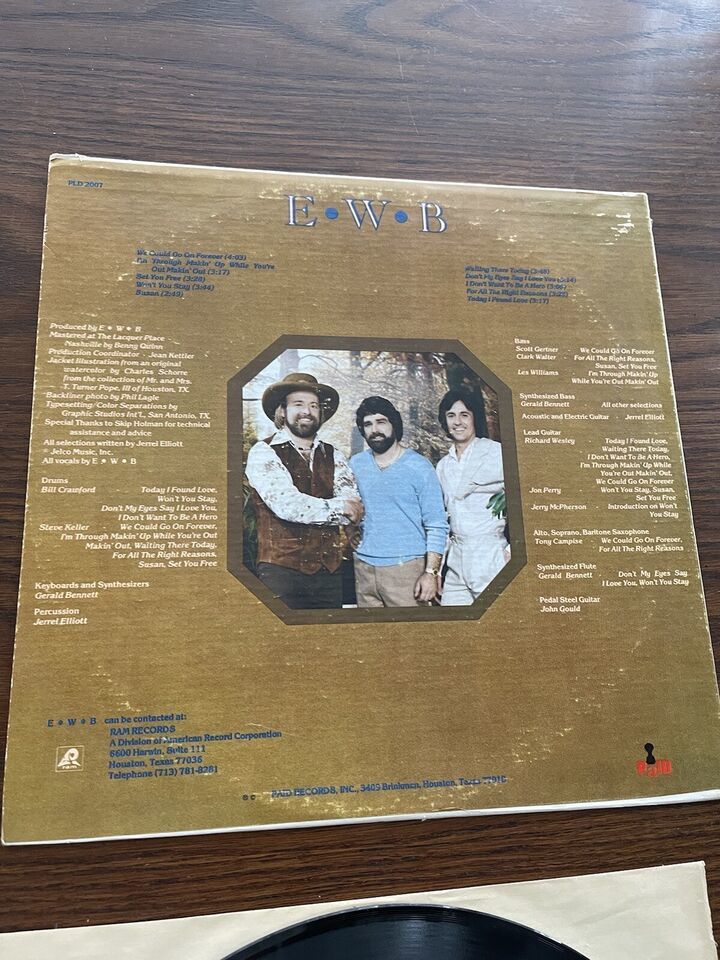 PLD 2007
E • W • B
We Could Go On Forever (4:03)
I'm Through Makin' Up While You're
Out Makin' Out (3:17)
Set You Free (3:28)
Won't You Stay (3:44)
Susan (2:49)
Waiting There Today (3:48)
Don't My Eyes Say I Love You (3:14)
I Don't Want To Be A Hero (3:06)
For All The Right Reasons (3:22)
Today I Found Love (3:17)
Produced by E • W • B
Mastered at The Lacquer Place
Nashville by Benny Quinn
Production Coordinator - Jean Kettler
Jacket Illustration from an original
watercolor by Charles Schorre
from the collection of Mr. and Mrs.
T. Turner Pope, III of Houston, TX.
Backliner photo by Phil Lagle
Typesetting/Color Separations by
Graphic Studios Int'l., San Antonio, TX.
Special Thanks to Skip Holman for technical
assistance and advice
All selections written by Jerrel Elliott
© Jelco Music, Inc.
All vocals by E • W • B
Drums
Bill Crawford Today I Found Love,
Won't You Stay,
Don't My Eyes Say I Love You,
I Don't Want To Be A Hero
Steve Keller We Could Go On Forever,
I'm Through Makin' Up While You're Out
Makin' Out, Waiting There Today,
For All The Right Reasons,
Susan, Set You Free
Keyboards and Synthesizers
Gerald Bennett
Percussion
Jerrel Elliott
Bass
Scott Gertner We Could Go On Forever
Clark Walter For All The Right Reasons,
Susan, Set You Free
Les Williams I'm Through Makin' Up
While You're Out Makin' Out
Synthesized Bass
Gerald Bennett All other selections
Acoustic and Electric Guitar - Jerrel Elliott
Lead Guitar
Richard Wesley Today I Found Love,
Waiting There Today,
I Don't Want To Be A Hero,
I'm Through Making Up While
You're Out Makin' Out,
We Could Go On Forever
Jon Perry - Won't You Stay, Susan,
Set You Free
Jerry McPherson - Introduction on Won't
You Stay
Alto, Soprano, Baritone Saxophone
Tony Campise - We Could Go On Forever,
For All The Right Reasons
Synthesized Flute
Gerald Bennett - Don't My Eyes Say
I Love You, Won't You Stay
Pedal Steel Guitar
John Gould
E • W • B can be contacted at:
RAM RECORDS
A Division of American Record Corporation
6600 Harwin, Suite 111
Houston, Texas 77036
Telephone (713) 781-8281
ram
PAID
℗ © PAID RECORDS, INC., 3409 Brinkman, Houston, Texas 77018